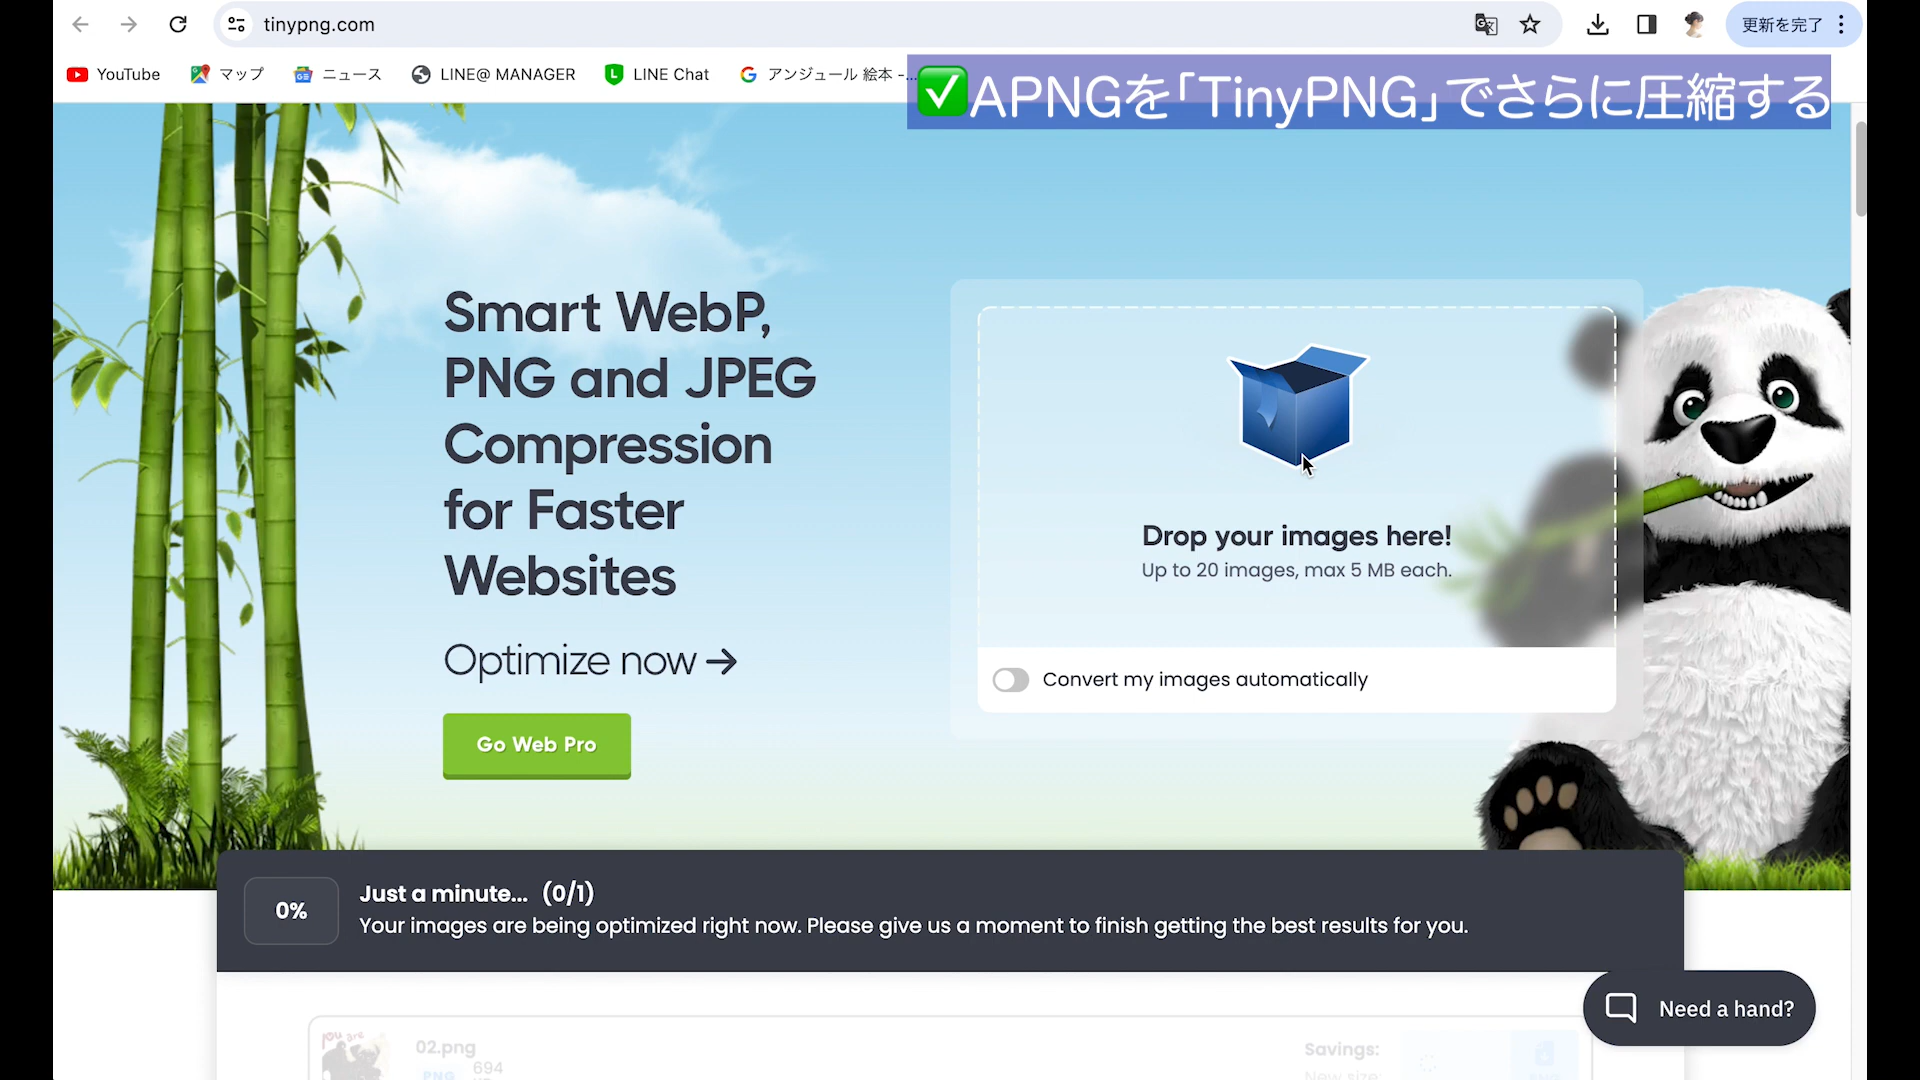 tinypng.com
更新を完了
YouTube
マップ
ニュース
LINE@ MANAGER
LINE Chat
アンジュール 絵本 -...
✅APNGを「TinyPNG」でさらに圧縮する
Smart WebP,
PNG and JPEG
Compression
for Faster
Websites
Optimize now →
Go Web Pro
Drop your images here!
Up to 20 images, max 5 MB each.
Convert my images automatically
0%
Just a minute... (0/1)
Your images are being optimized right now. Please give us a moment to finish getting the best results for you.
Need a hand?
you are
02.png
PNG 694
Savings:
New size: